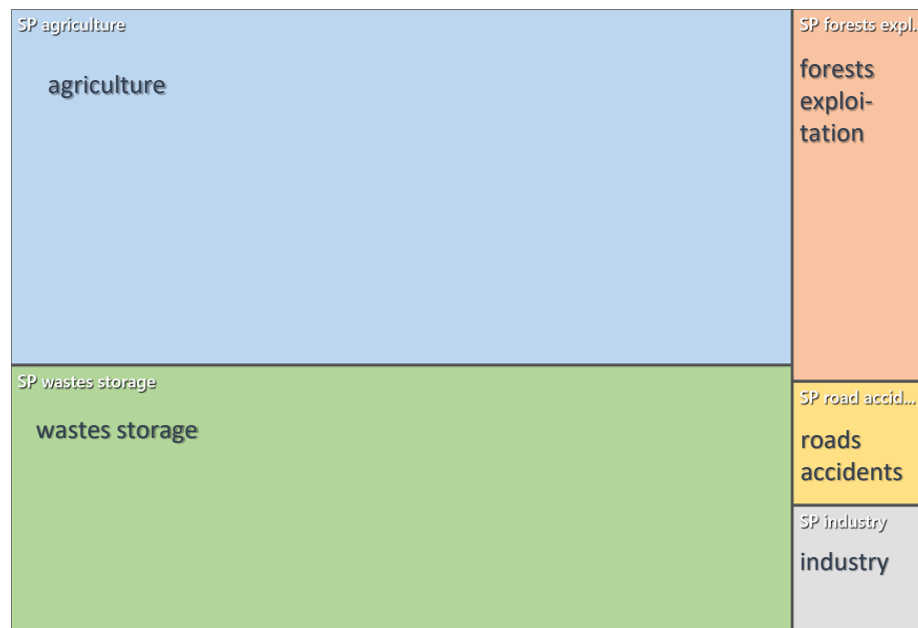 SP agriculture
agriculture
SP wastes storage
wastes storage
SP forests expl...
forests
exploi-
tation
SP road accid...
roads
accidents
SP industry
industry